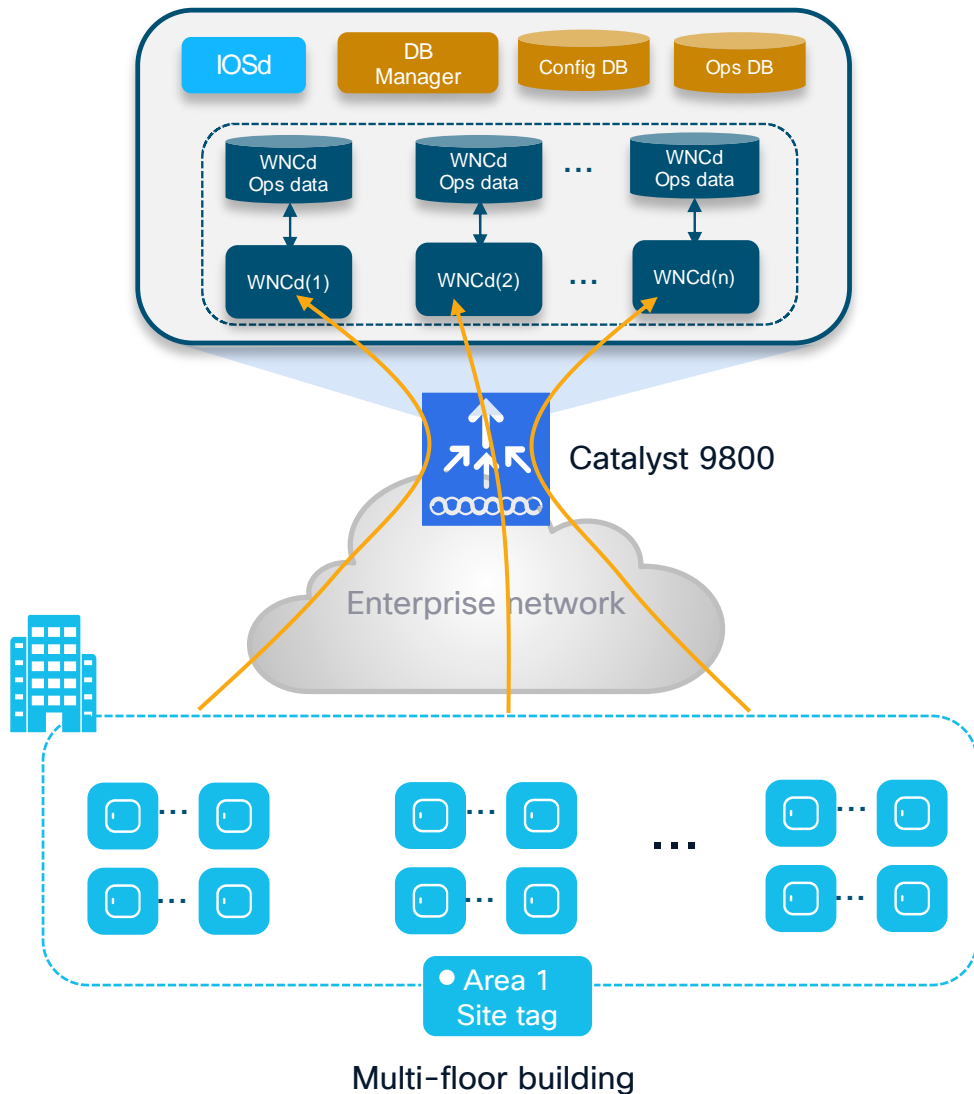 IOSd
DB
Manager
Config DB
Ops DB
WNCd
Ops data
WNCd
Ops data
...
WNCd
Ops data
WNCd(1)
WNCd(2)
...
WNCd(n)
Catalyst 9800
Enterprise network
...
...
...
...
...
...
...
Area 1
Site tag
Multi-floor building